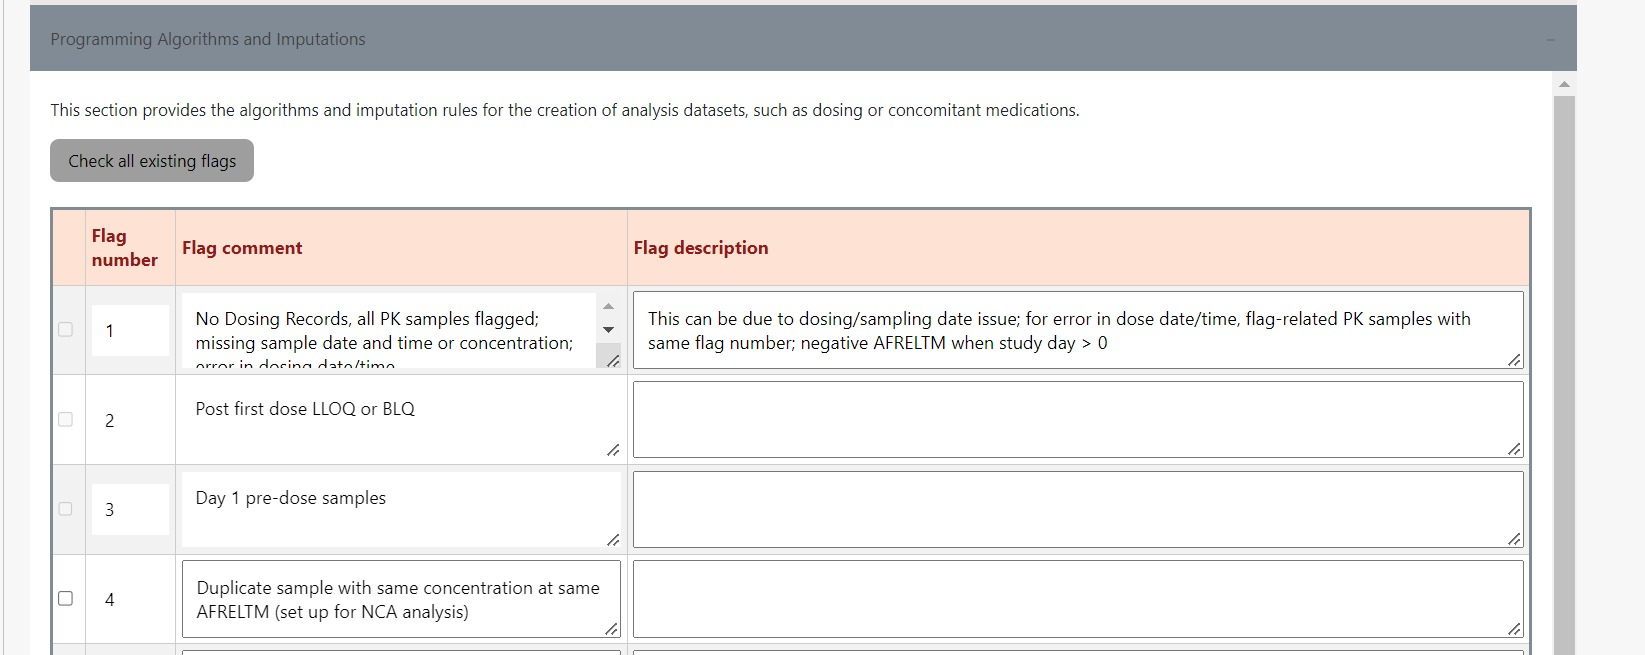 Programming Algorithms and Imputations
This section provides the algorithms and imputation rules for the creation of analysis datasets, such as dosing or concomitant medications.
Check all existing flags
Flag
number
Flag comment
Flag description
1
No Dosing Records, all PK samples flagged;
missing sample date and time or concentration;
error in dosing date/time
This can be due to dosing/sampling date issue; for error in dose date/time, flag-related PK samples with
same flag number; negative AFRELTM when study day > 0
2
Post first dose LLOQ or BLQ
3
Day 1 pre-dose samples
4
Duplicate sample with same concentration at same
AFRELTM (set up for NCA analysis)